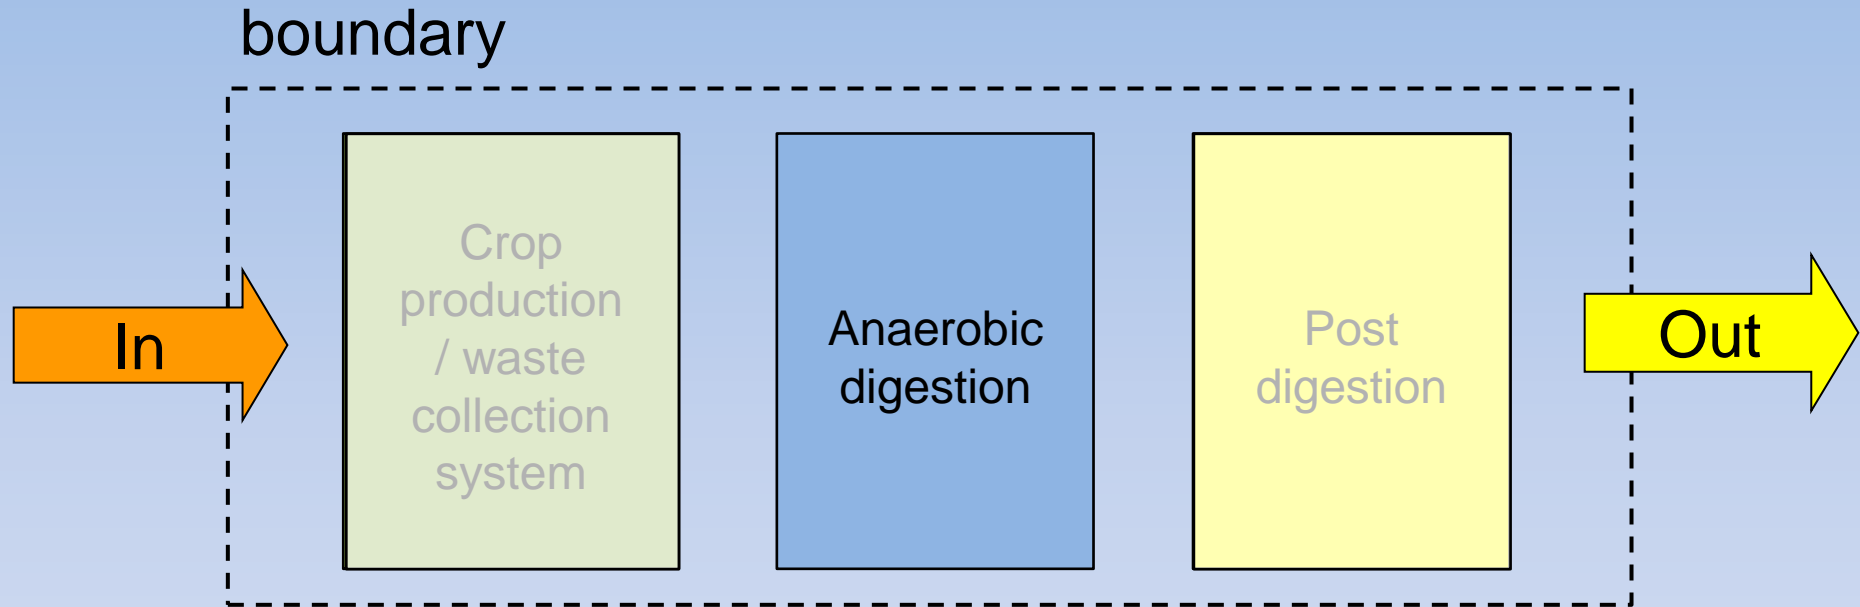 boundary
In
Crop
production
/ waste
collection
system
Anaerobic
digestion
Post
digestion
Out